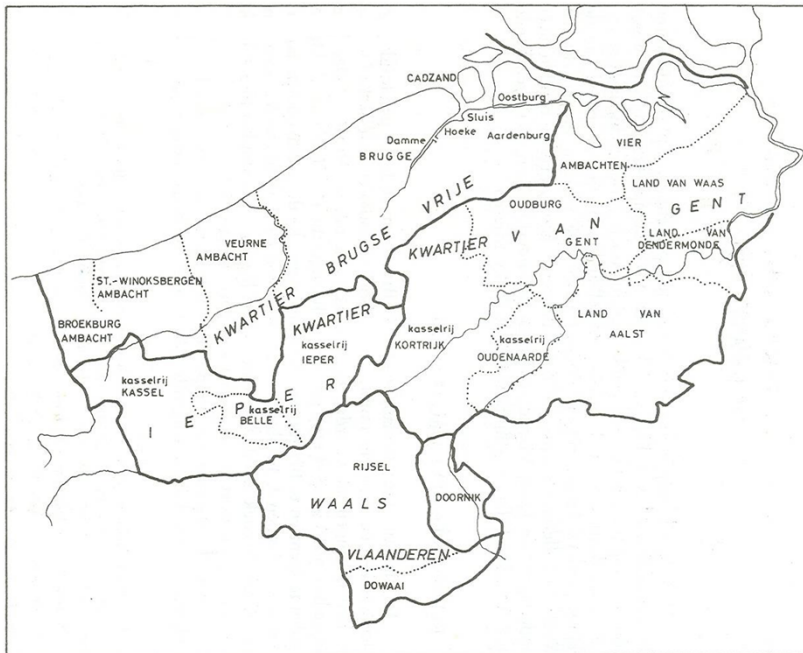 CADZAND
Oostburg
Sluis
Damme
Hoeke
Aardenburg
BRUGGE
VIER
AMBACHTEN
LAND VAN WAAS
GENT
OUDBURG
VAN
GENT
LAND VAN
DENDERMONDE
KWARTIER BRUGSE VRIJE
VEURNE
AMBACHT
ST.-WINOKSBERGEN
AMBACHT
BROEKBURG
AMBACHT
KWARTIER
kasselrij
KORTRIJK
kasselrij
OUDENAARDE
LAND VAN
AALST
KWARTIER
kasselrij
IEPER
kasselrij
KASSEL
kasselrij
BELLE
IEPER
RIJSEL
WAALS
VLAANDEREN
DOORNIK
DOWAAI